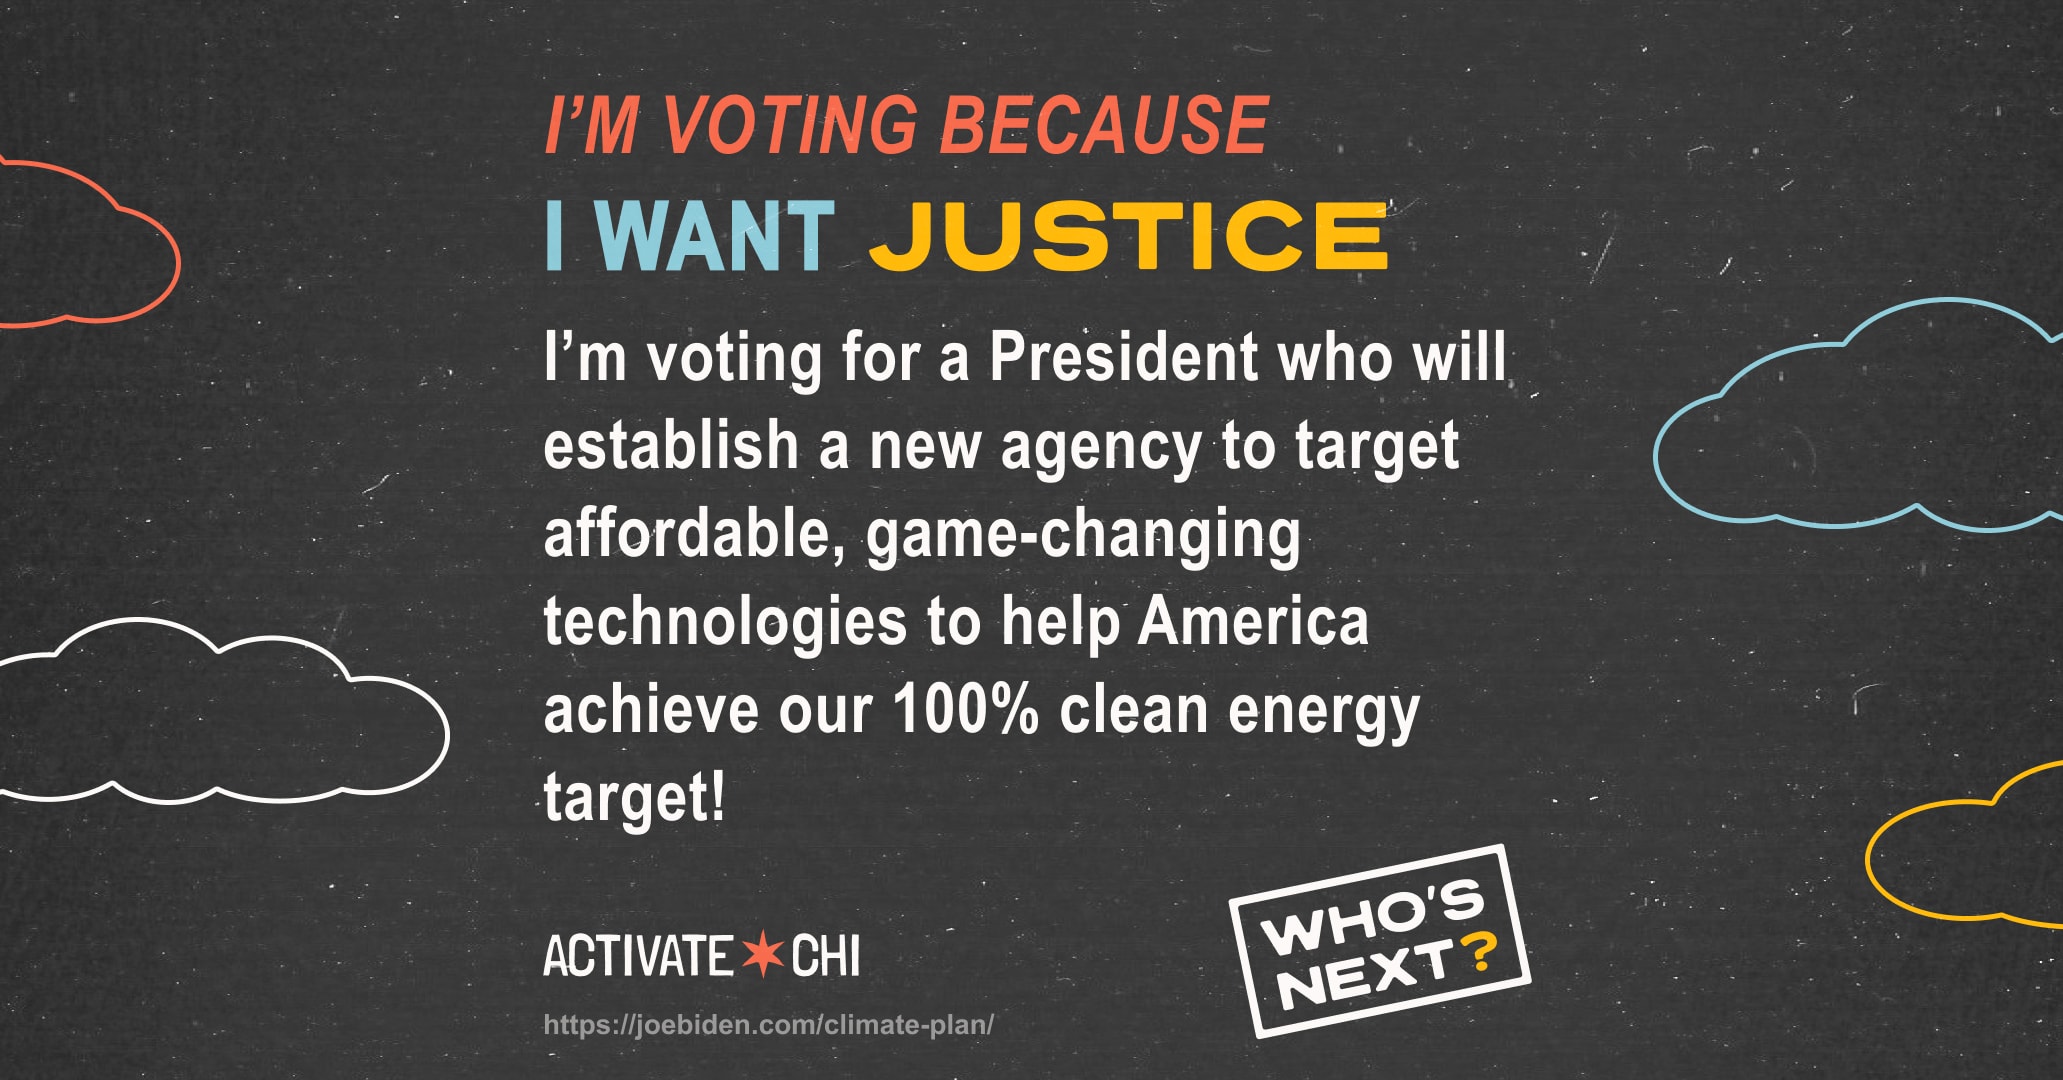 I'M VOTING BECAUSE
I WANT JUSTICE
I'm voting for a President who will
establish a new agency to target
affordable, game-changing
technologies to help America
achieve our 100% clean energy
target!
ACTIVATE CHI
https://joebiden.com/climate-plan/
WHO'S
NEXT?